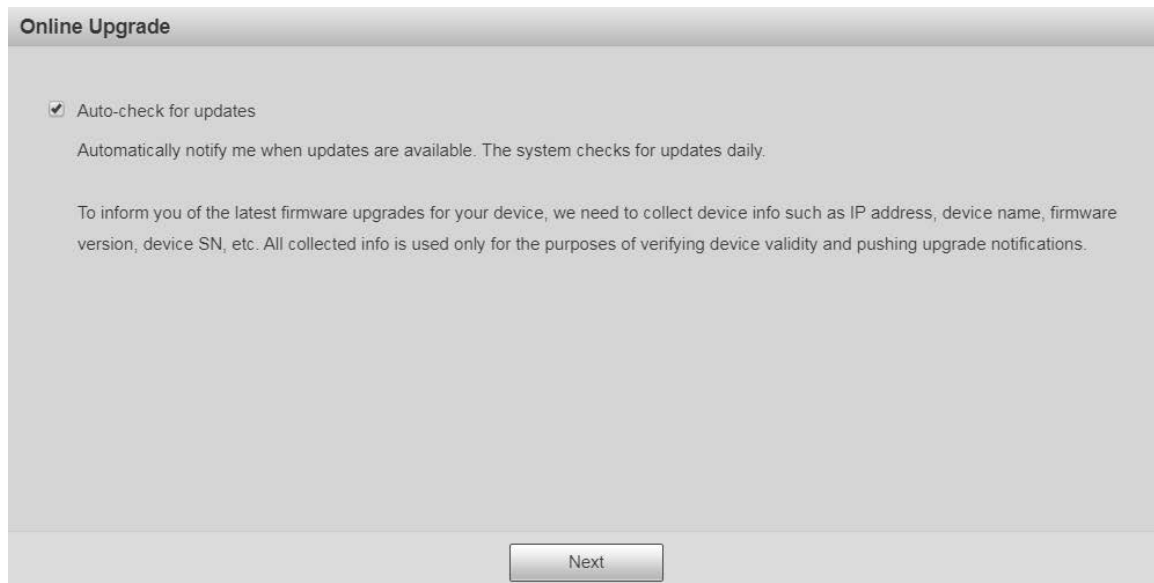 Online Upgrade
Auto-check for updates
Automatically notify me when updates are available. The system checks for updates daily.
To inform you of the latest firmware upgrades for your device, we need to collect device info such as IP address, device name, firmware
version, device SN, etc. All collected info is used only for the purposes of verifying device validity and pushing upgrade notifications.
Next